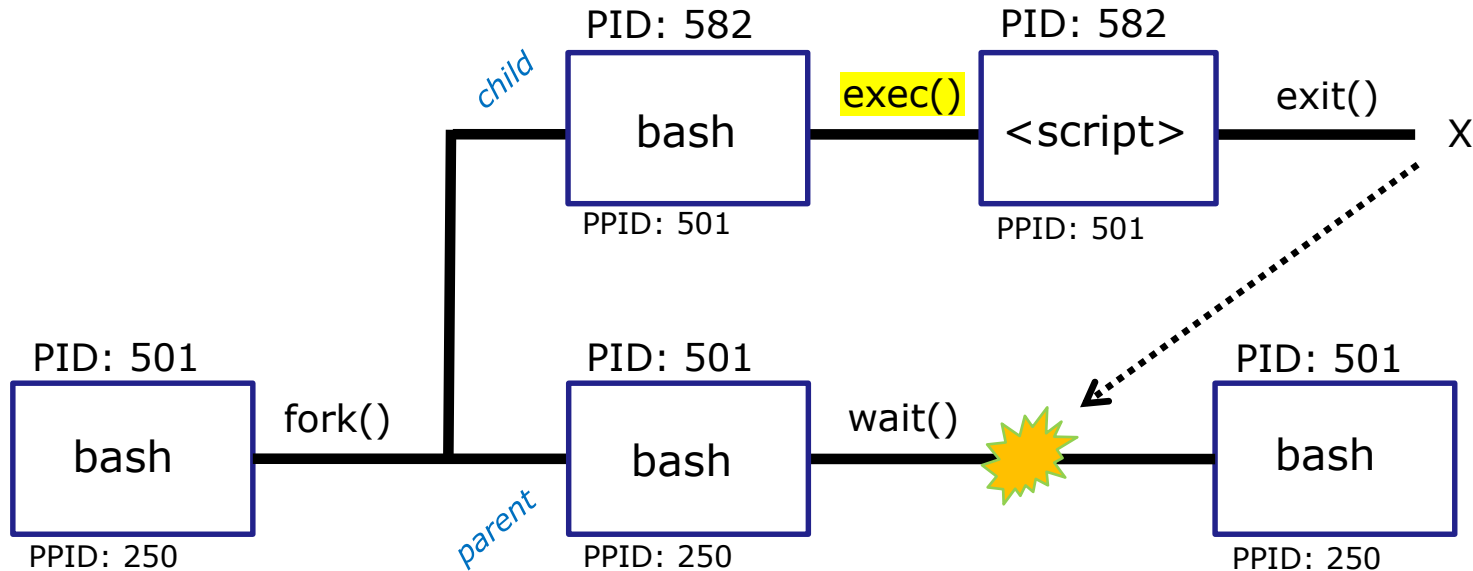 PID: 582
PID: 582
child
bash
exec()
<script>
exit()
X
PPID: 501
PPID: 501
PID: 501
PID: 501
PID: 501
bash
fork()
bash
wait()
bash
parent
PPID: 250
PPID: 250
PPID: 250